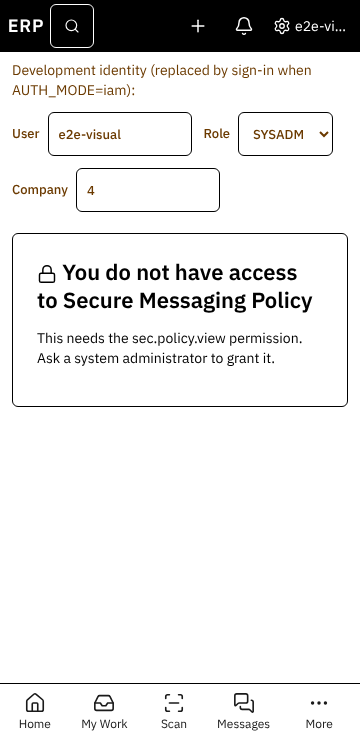 ERP
e2e-vi...
Development identity (replaced by sign-in when
AUTH_MODE=iam):
User e2e-visual Role SYSADM
Company 4
You do not have access
to Secure Messaging Policy
This needs the sec.policy.view permission.
Ask a system administrator to grant it.
Home My Work Scan Messages More